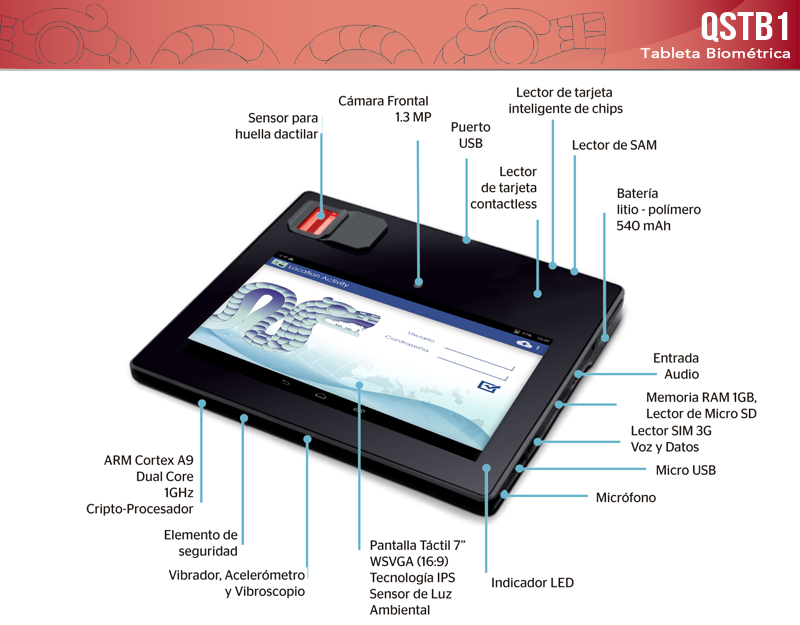 QSTB1
Tableta Biométrica
Sensor para
huella dactilar
Cámara Frontal
1.3 MP
Puerto
USB
Lector de tarjeta
inteligente de chips
Lector de SAM
Lector
de tarjeta
contactless
Batería
litio - polímero
540 mAh
Location Activity
Usuario
Contraseña
Entrada
Audio
Memoria RAM 1GB,
Lector de Micro SD
Lector SIM 3G
Voz y Datos
Micro USB
Micrófono
ARM Cortex A9
Dual Core
1GHz
Cripto-Procesador
Elemento de
seguridad
Vibrador, Acelerómetro
y Vibroscopio
Pantalla Táctil 7”
WSVGA (16:9)
Tecnología IPS
Sensor de Luz
Ambiental
Indicador LED